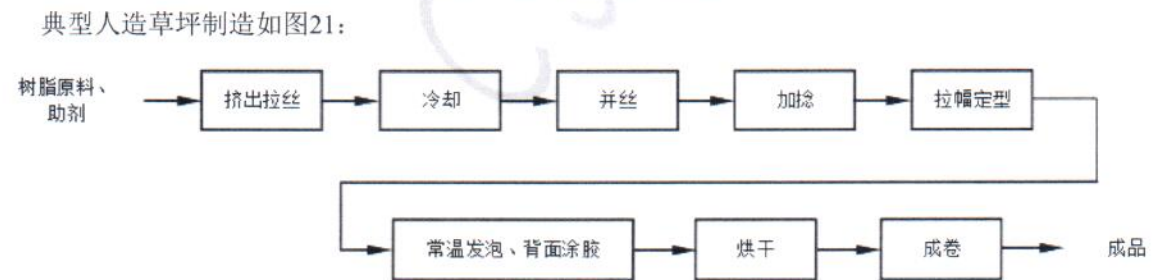 典型人造草坪制造如图21：
树脂原料、
助剂
挤出拉丝
冷却
并丝
加捻
拉幅定型
常温发泡、背面涂胶
烘干
成卷
成品